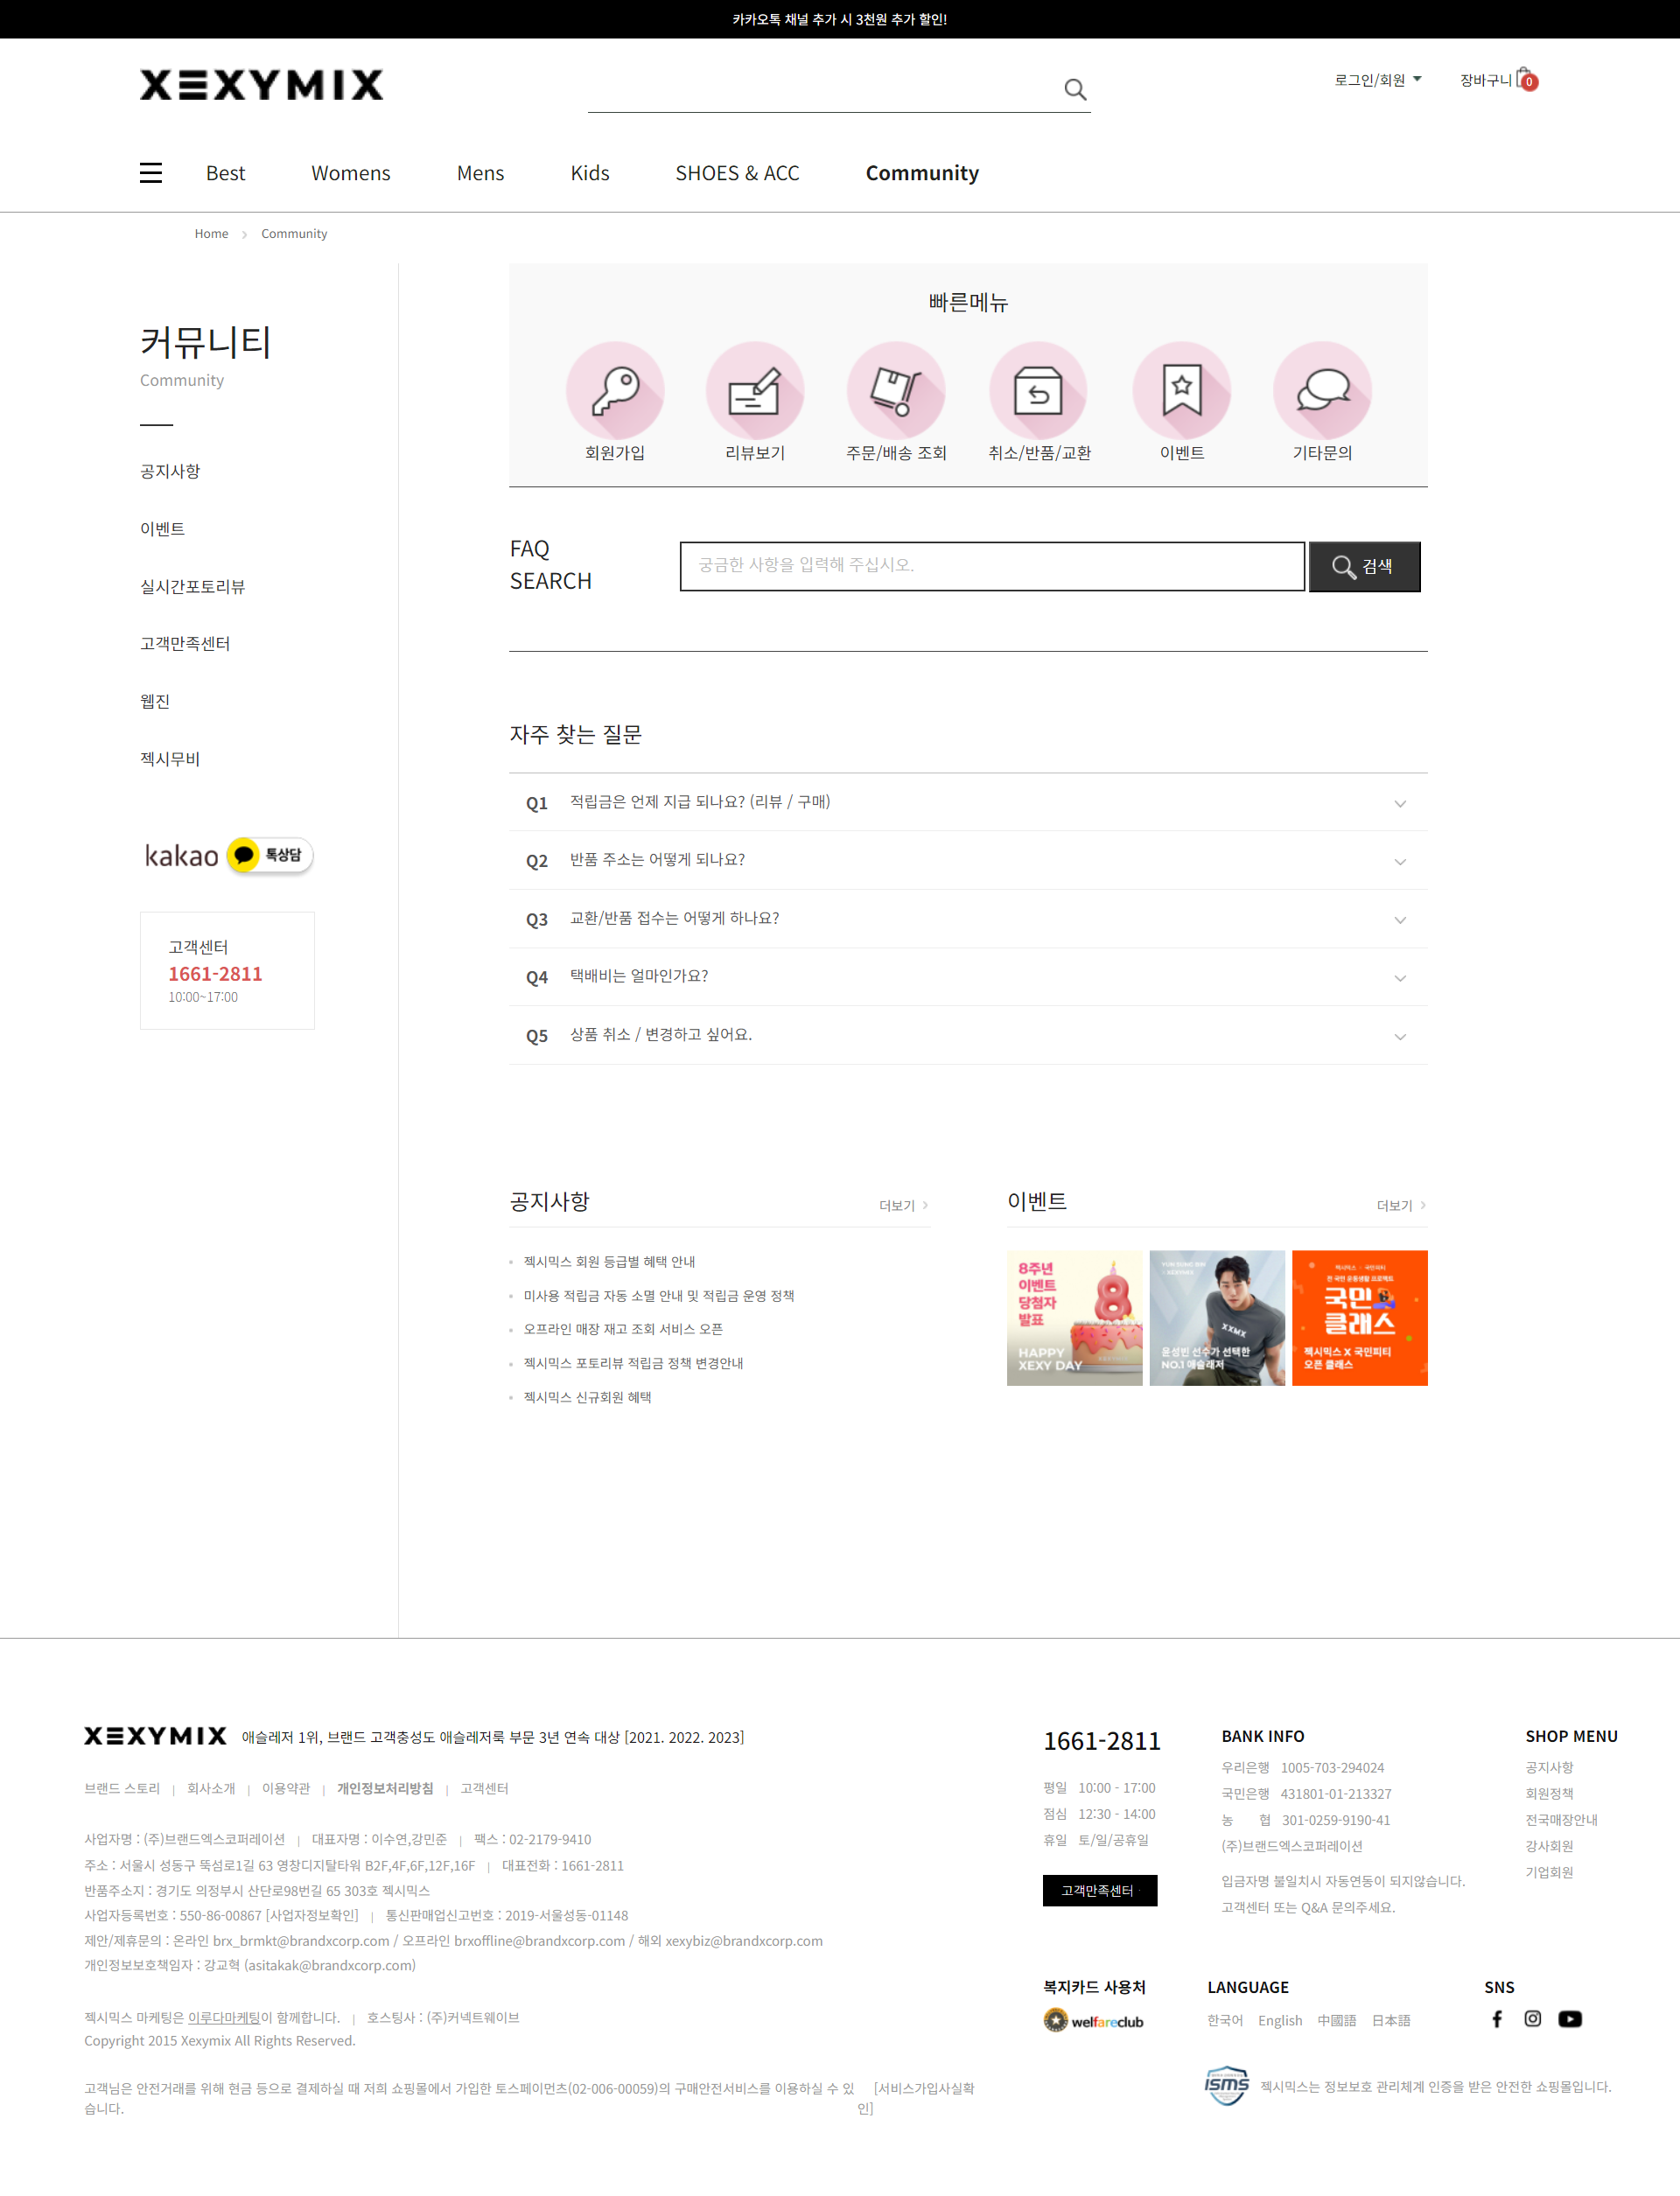 카카오톡 채널 추가 시 3천원 추가 할인!
XEXYMIX
로그인/회원
장바구니 0
Best Womens Mens Kids SHOES & ACC Community
Home Community
커뮤니티
Community
공지사항
이벤트
실시간포토리뷰
고객만족센터
웹진
젝시무비
kakao 톡상담
고객센터
1661-2811
10:00~17:00
빠른메뉴
회원가입 리뷰보기 주문/배송 조회 취소/반품/교환 이벤트 기타문의
FAQ
SEARCH
궁금한 사항을 입력해 주십시오.
검색
자주 찾는 질문
Q1 적립금은 언제 지급 되나요? (리뷰 / 구매)
Q2 반품 주소는 어떻게 되나요?
Q3 교환/반품 접수는 어떻게 하나요?
Q4 택배비는 얼마인가요?
Q5 상품 취소 / 변경하고 싶어요.
공지사항 더보기
젝시믹스 회원 등급별 혜택 안내
미사용 적립금 자동 소멸 안내 및 적립금 운영 정책
오프라인 매장 재고 조회 서비스 오픈
젝시믹스 포토리뷰 적립금 정책 변경안내
젝시믹스 신규회원 혜택
이벤트 더보기
8주년
이벤트
당첨자
발표
HAPPY
XEXY DAY
XXMX
윤성빈 선수가 선택한
NO.1 애슬래저
젝시믹스 × 국민피티
전 국민 운동생활 프로젝트
국민
클래스
젝시믹스 X 국민피티
오픈 클래스
XEXYMIX 애슬레저 1위, 브랜드 고객충성도 애슬레저룩 부문 3년 연속 대상 [2021. 2022. 2023]
브랜드 스토리 | 회사소개 | 이용약관 | 개인정보처리방침 | 고객센터
사업자명 : (주)브랜드엑스코퍼레이션 | 대표자명 : 이수연,강민준 | 팩스 : 02-2179-9410
주소 : 서울시 성동구 뚝섬로1길 63 영창디지탈타워 B2F,4F,6F,12F,16F | 대표전화 : 1661-2811
반품주소지 : 경기도 의정부시 산단로98번길 65 303호 젝시믹스
사업자등록번호 : 550-86-00867 [사업자정보확인] | 통신판매업신고번호 : 2019-서울성동-01148
제안/제휴문의 : 온라인 brx_brmkt@brandxcorp.com / 오프라인 brxoffline@brandxcorp.com / 해외 xexybiz@brandxcorp.com
개인정보보호책임자 : 강교혁 (asitakak@brandxcorp.com)
젝시믹스 마케팅은 이루다마케팅이 함께합니다. | 호스팅사 : (주)커넥트웨이브
Copyright 2015 Xexymix All Rights Reserved.
고객님은 안전거래를 위해 현금 등으로 결제하실 때 저희 쇼핑몰에서 가입한 토스페이먼츠(02-006-00059)의 구매안전서비스를 이용하실 수 있
습니다.
[서비스가입사실확
인]
1661-2811
평일 10:00 - 17:00
점심 12:30 - 14:00
휴일 토/일/공휴일
고객만족센터
BANK INFO
우리은행 1005-703-294024
국민은행 431801-01-213327
농 협 301-0259-9190-41
(주)브랜드엑스코퍼레이션
입금자명 불일치시 자동연동이 되지않습니다.
고객센터 또는 Q&A 문의주세요.
SHOP MENU
공지사항
회원정책
전국매장안내
강사회원
기업회원
복지카드 사용처
welfareclub
LANGUAGE
한국어 English 中國語 日本語
SNS
ISMS 젝시믹스는 정보보호 관리체계 인증을 받은 안전한 쇼핑몰입니다.